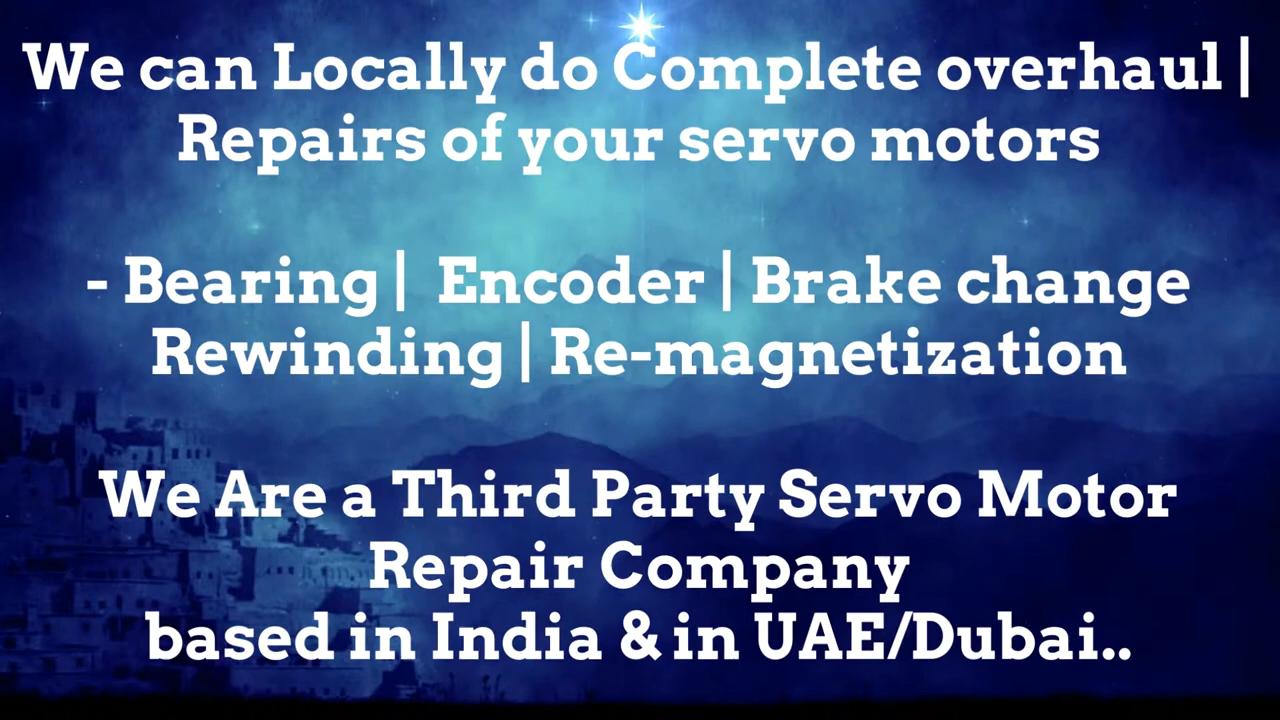 We can Locally do Complete overhaul |
Repairs of your servo motors
- Bearing |  Encoder | Brake change
Rewinding | Re-magnetization
We Are a Third Party Servo Motor
Repair Company
based in India & in UAE/Dubai..